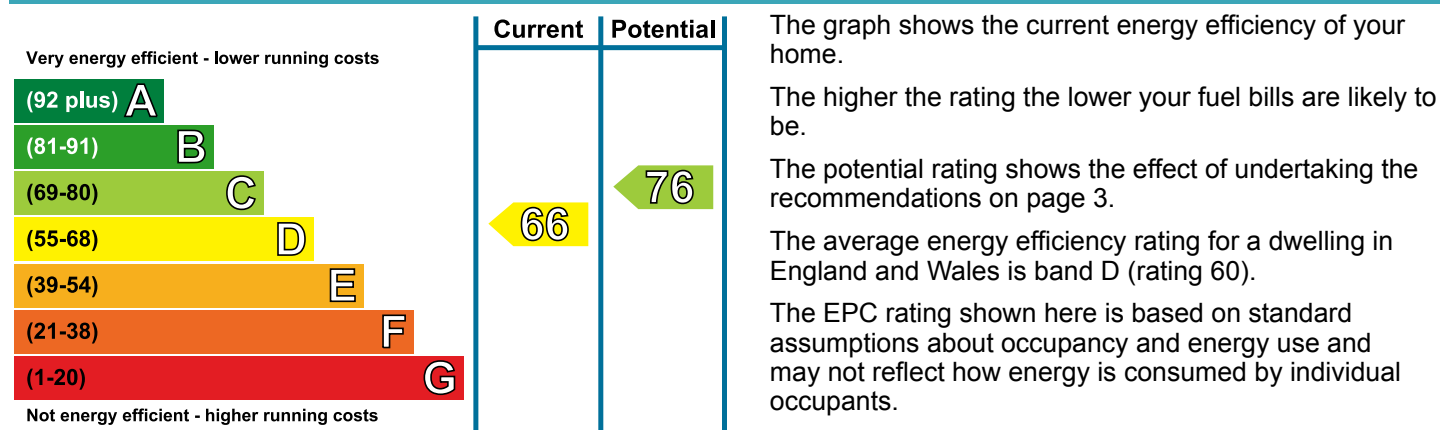 Current Potential
Very energy efficient - lower running costs
(92 plus) A
(81-91) B
(69-80) C
(55-68) D
(39-54) E
(21-38) F
(1-20) G
Not energy efficient - higher running costs
66
76
The graph shows the current energy efficiency of your
home.
The higher the rating the lower your fuel bills are likely to
be.
The potential rating shows the effect of undertaking the
recommendations on page 3.
The average energy efficiency rating for a dwelling in
England and Wales is band D (rating 60).
The EPC rating shown here is based on standard
assumptions about occupancy and energy use and
may not reflect how energy is consumed by individual
occupants.